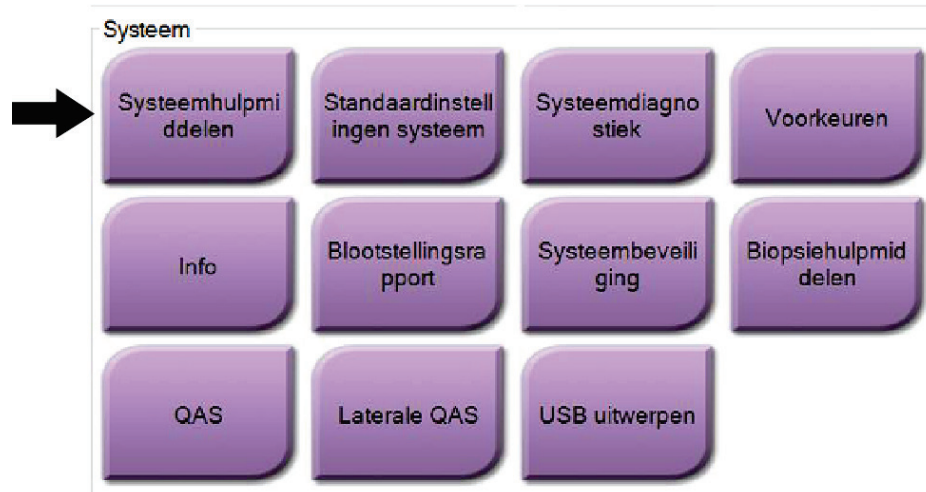 Systeem
Systeemhulpmi
ddelen
Standaardinstell
ingen systeem
Systeemdiagno
stiek
Voorkeuren
Info
Blootstellingsra
pport
Systeembeveili
ging
Biopsiehulpmid
delen
QAS
Laterale QAS
USB uitwerpen